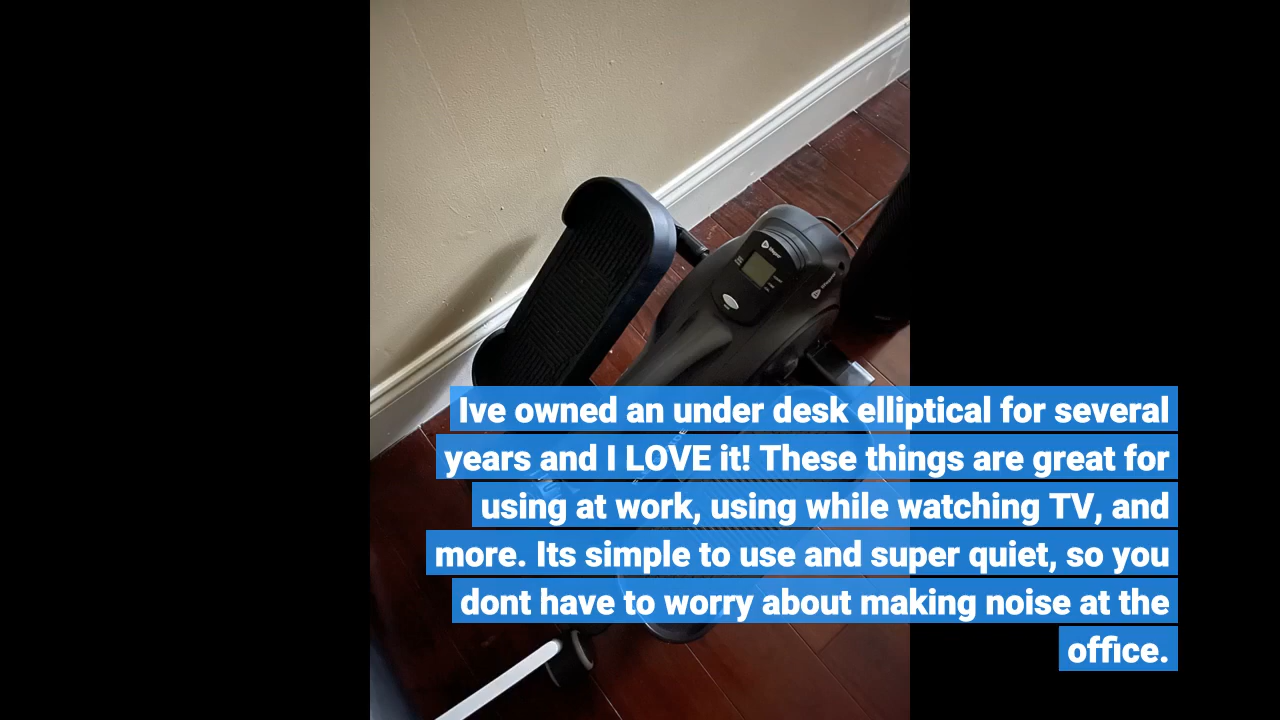 Ive owned an under desk elliptical for several
years and I LOVE it! These things are great for
using at work, using while watching TV, and
more. Its simple to use and super quiet, so you
dont have to worry about making noise at the
office.